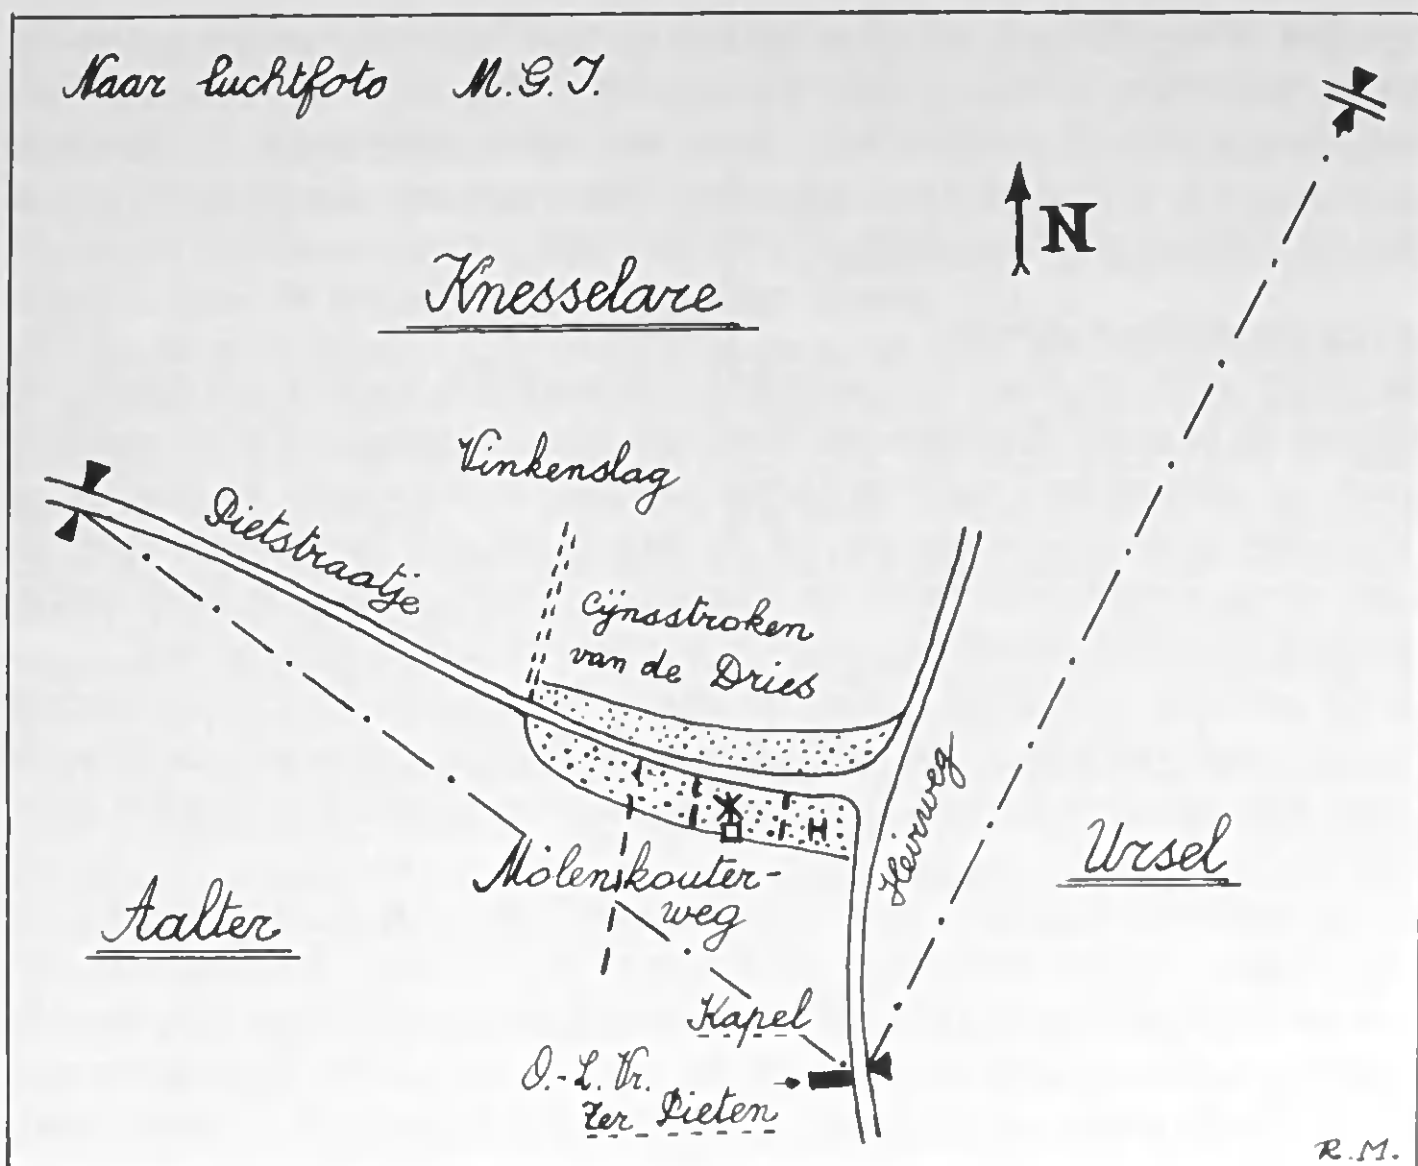 Naar luchtfoto M.G.I.
N
Knesselare
Vinkenslag
Pietstraatje
Cijnsstroken
van de Dries
H
Heirweg
Ursel
Molenkouter-
weg
Aalter
Kapel
O.-L.Vr.
ter Pieten
R.M.